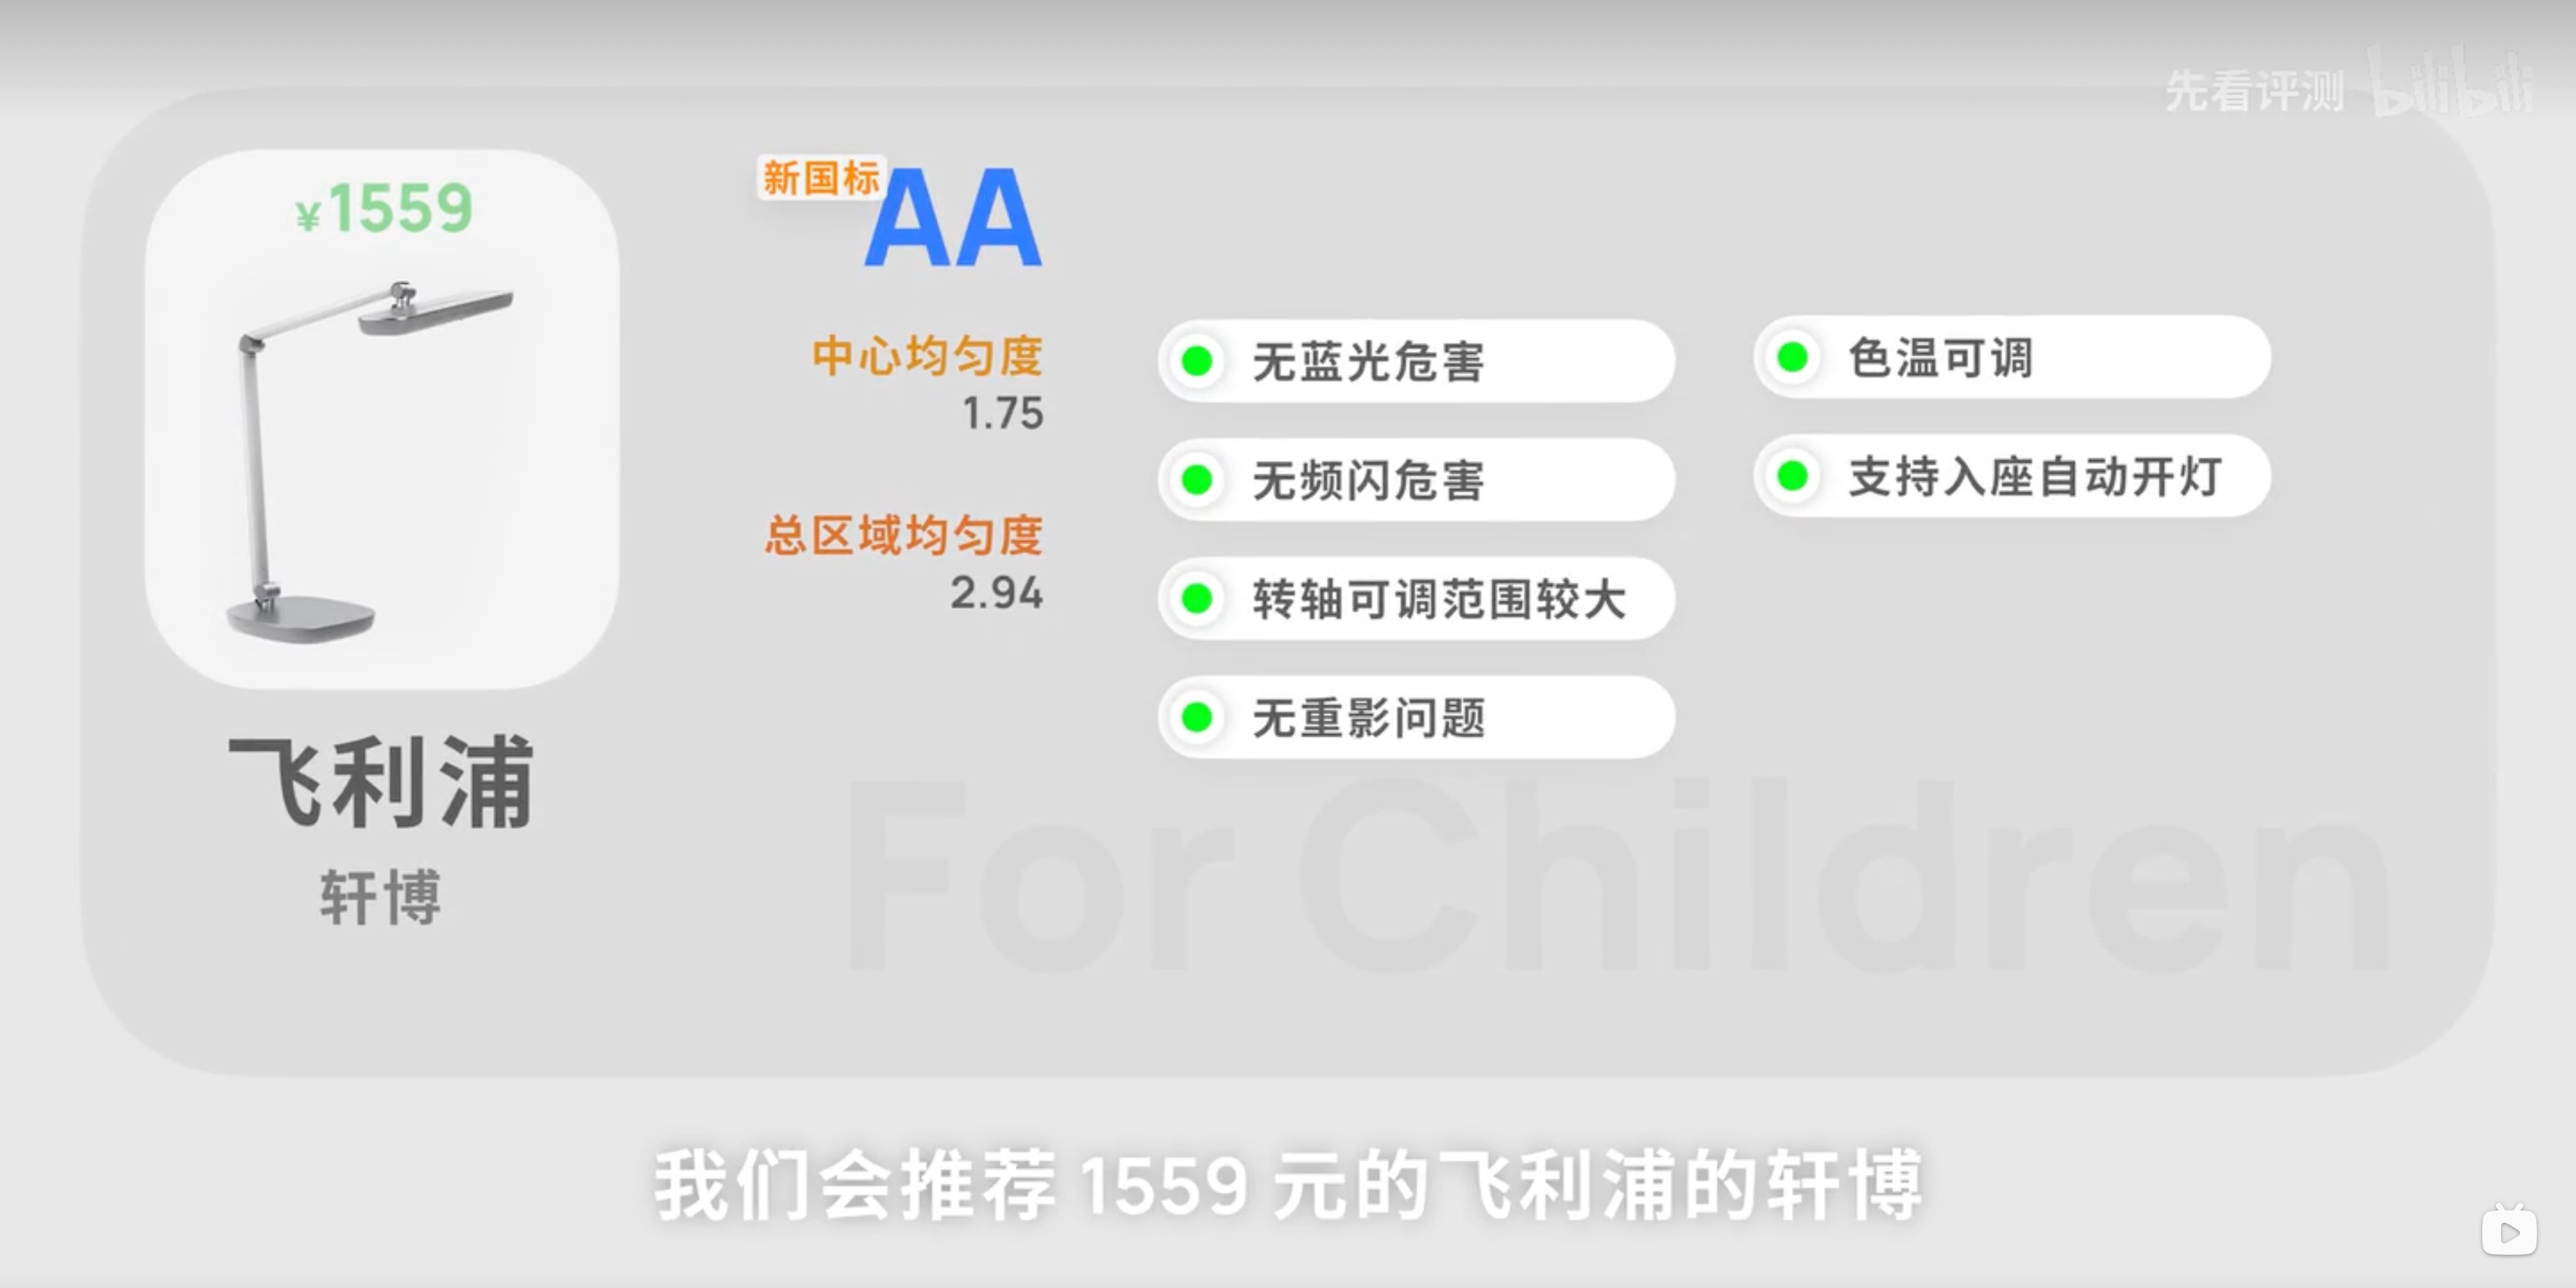 先看评测 bilibili
¥1559
新国标
AA
中心均匀度
1.75
总区域均匀度
2.94
无蓝光危害
无频闪危害
转轴可调范围较大
无重影问题
色温可调
支持入座自动开灯
飞利浦
轩博
For Children
我们会推荐 1559 元的飞利浦的轩博